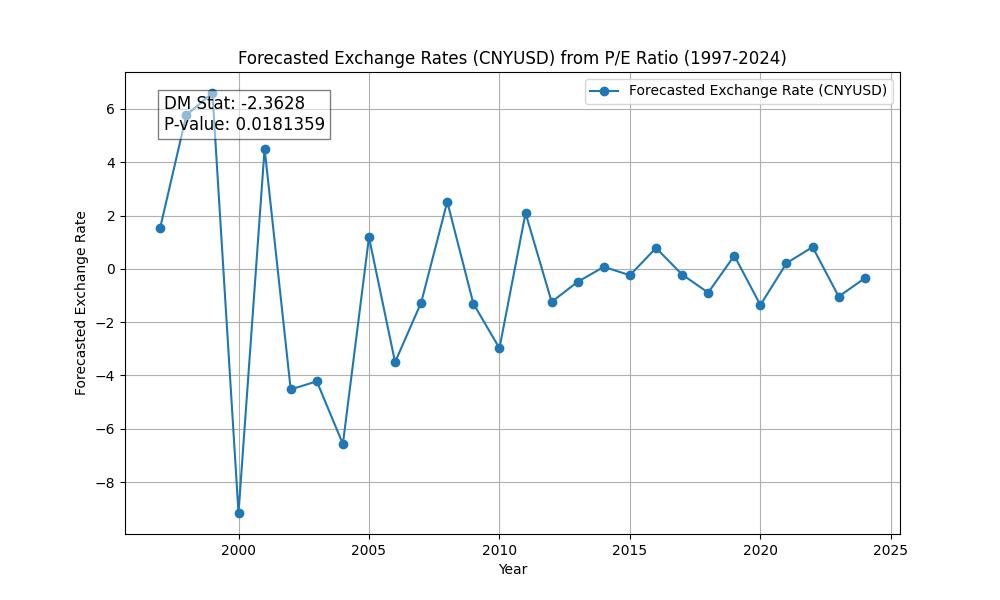 Forecasted Exchange Rates (CNYUSD) from P/E Ratio (1997-2024)
DM Stat: -2.3628
P-value: 0.0181359
Forecasted Exchange Rate (CNYUSD)
Forecasted Exchange Rate
6
4
2
0
−2
−4
−6
−8
2000 2005 2010 2015 2020 2025
Year